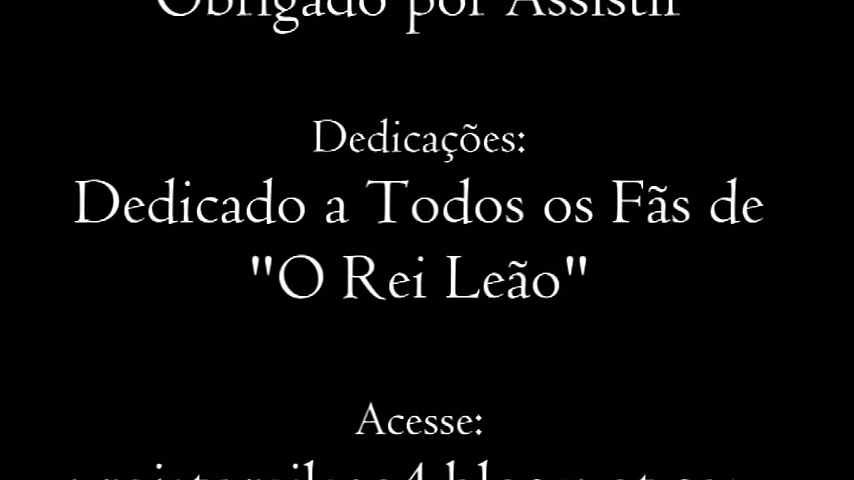 Obrigado por Assistir
Dedicações:
Dedicado a Todos os Fãs de
"O Rei Leão"
Acesse: